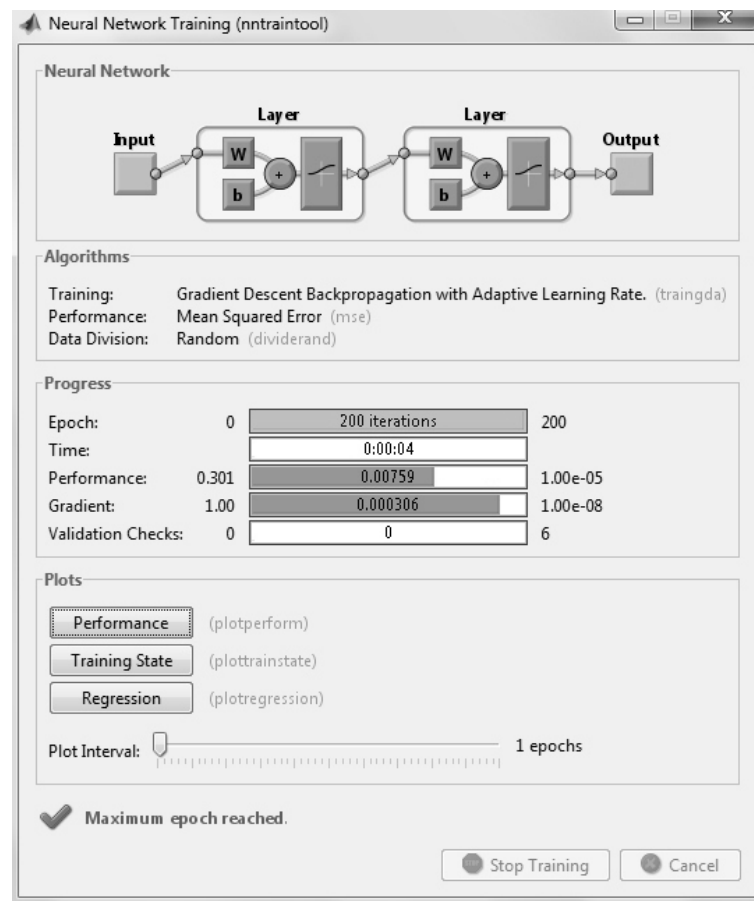 Neural Network Training (nntraintool)
Neural Network
Layer Layer
Input Output
W W
+ +
b b
Algorithms
Training: Gradient Descent Backpropagation with Adaptive Learning Rate. (traingda)
Performance: Mean Squared Error (mse)
Data Division: Random (dividerand)
Progress
Epoch: 0 200 iterations 200
Time: 0:00:04
Performance: 0.301 0.00759 1.00e-05
Gradient: 1.00 0.000306 1.00e-08
Validation Checks: 0 0 6
Plots
Performance (plotperform)
Training State (plottrainstate)
Regression (plotregression)
Plot Interval: 1 epochs
Maximum epoch reached.
Stop Training Cancel